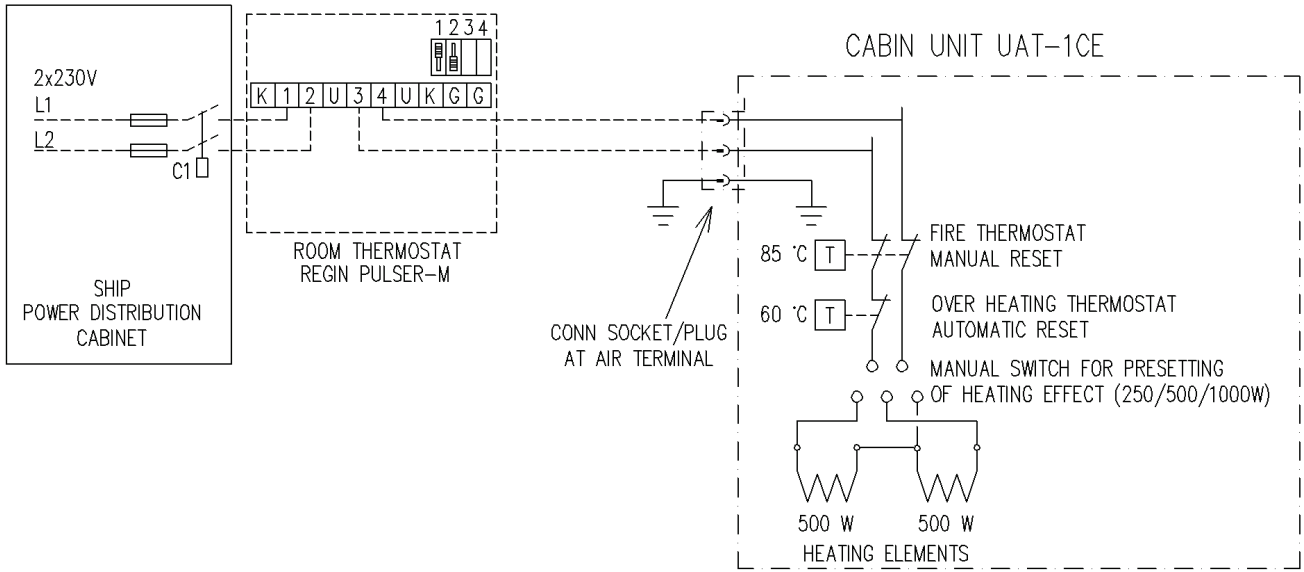 1234
CABIN UNIT UAT-1CE
2x230V
L1
K 1 2 U 3 4 U K G G
L2
C1
ROOM THERMOSTAT
REGIN PULSER-M
SHIP
POWER DISTRIBUTION
CABINET
CONN SOCKET/PLUG
AT AIR TERMINAL
85 °C T
FIRE THERMOSTAT
MANUAL RESET
60 °C T
OVER HEATING THERMOSTAT
AUTOMATIC RESET
MANUAL SWITCH FOR PRESETTING
OF HEATING EFFECT (250/500/1000W)
500 W 500 W
HEATING ELEMENTS